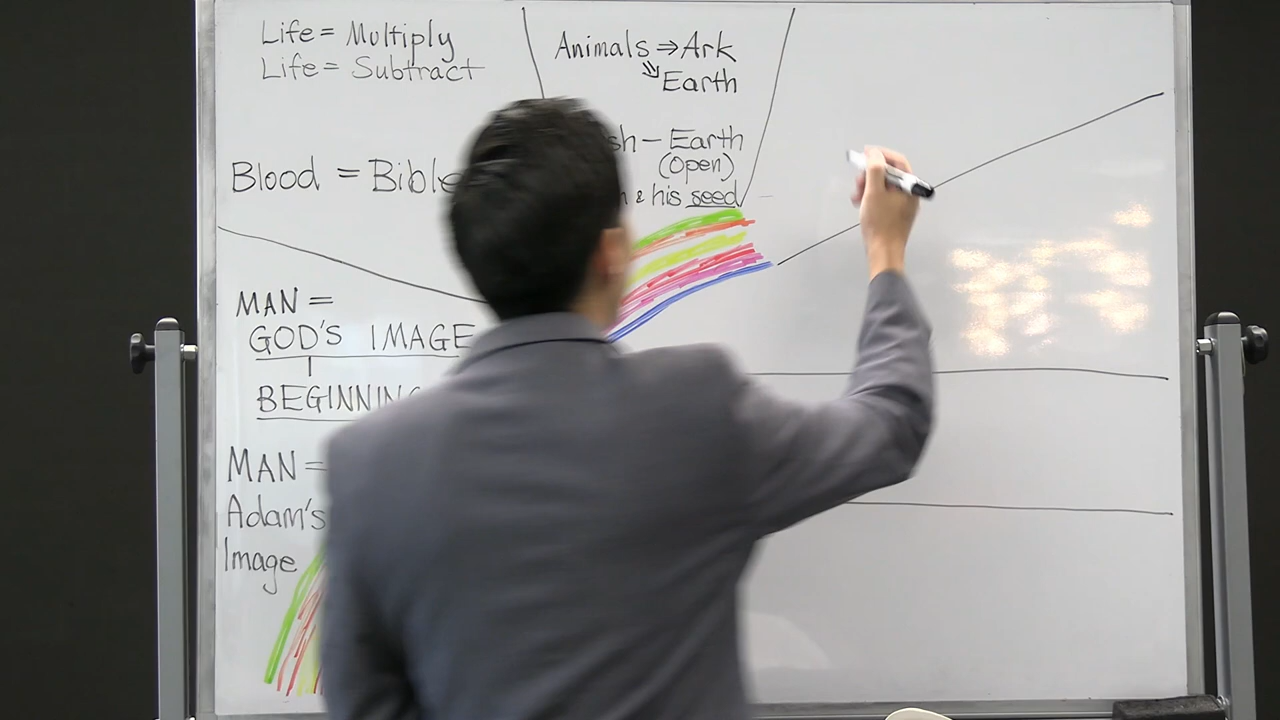 Life = Multiply
Life = Subtract
Blood = Bible
Animals ⇒ Ark
⇒ Earth
– Earth
(Open)
& his seed
MAN =
GOD'S IMAGE
BEGINNING
MAN =
Adam's
Image